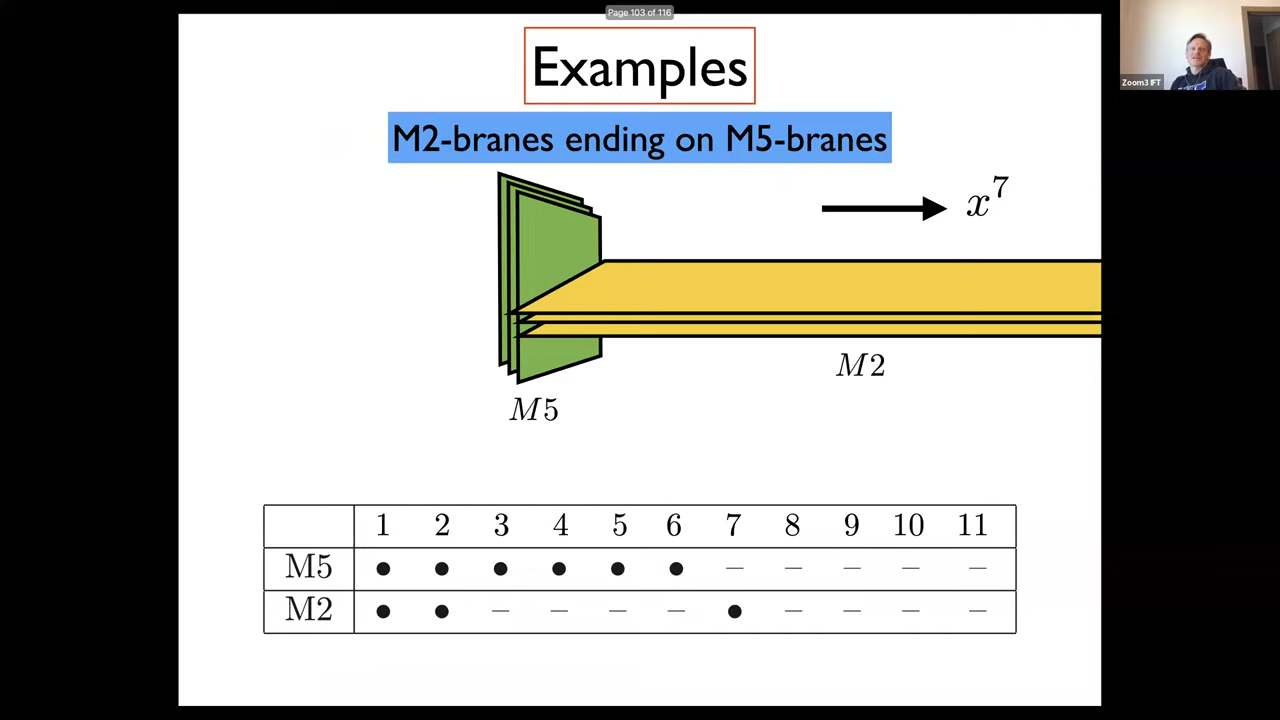 Page 103 of 116
Examples
M2-branes ending on M5-branes
x^7
M2
M5
1 2 3 4 5 6 7 8 9 10 11
M5 ● ● ● ● ● ● – – – – –
M2 ● ● – – – – ● – – – –
Zoom3 IFT